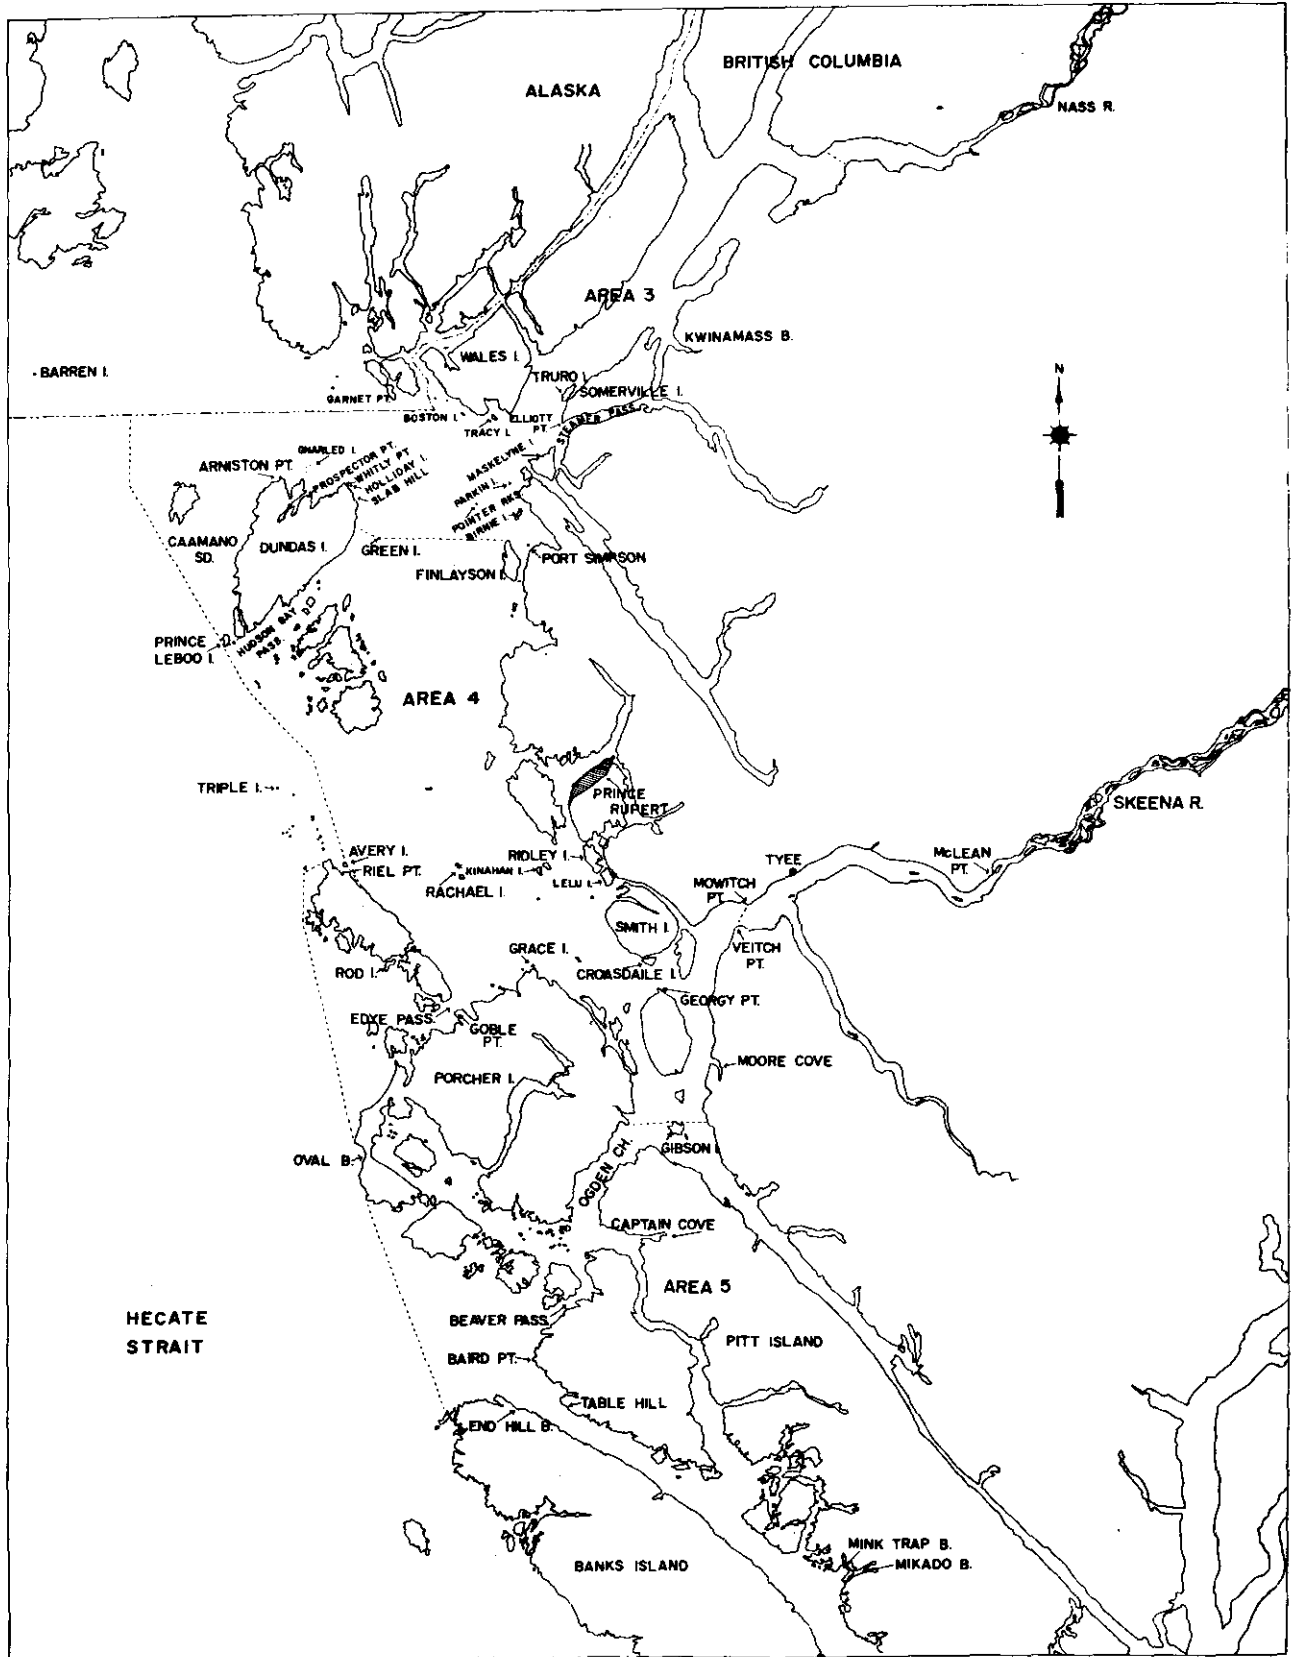 BRITISH COLUMBIA
ALASKA
NASS R.
AREA 3
KWINAMASS B.
BARREN I.
WALES I.
TRURO I.
SOMERVILLE I.
GARNET PT.
BOSTON I.
TRACY I.
ELLIOTT
PT.
STEAMER PASS.
N
GNARLED I.
ARNISTON PT.
PROSPECTOR PT.
WHITLY PT.
HOLLIDAY I.
SLAB HILL
MASKELYNE I.
PARKIN I.
POINTER RKS.
BIRNIE I.
CAAMANO
SD.
DUNDAS I.
GREEN I.
PORT SIMPSON
FINLAYSON I.
PRINCE
LEBOO I.
HUDSON BAY
PASS.
AREA 4
TRIPLE I.
PRINCE
RUPERT
SKEENA R.
AVERY I.
RIEL PT.
RACHAEL I.
KINAHAN I.
RIDLEY I.
LELU I.
TYEE
McLEAN
PT.
MOWITCH
PT.
SMITH I.
VEITCH
PT.
GRACE I.
CROASDAILE I.
ROD I.
GEORGY PT.
EDYE PASS.
GOBLE
PT.
MOORE COVE
PORCHER I.
OVAL B.
GIBSON I.
OGDEN CH.
CAPTAIN COVE
AREA 5
HECATE
STRAIT
BEAVER PASS.
PITT ISLAND
BAIRD PT.
TABLE HILL
END HILL B.
MINK TRAP B.
MIKADO B.
BANKS ISLAND